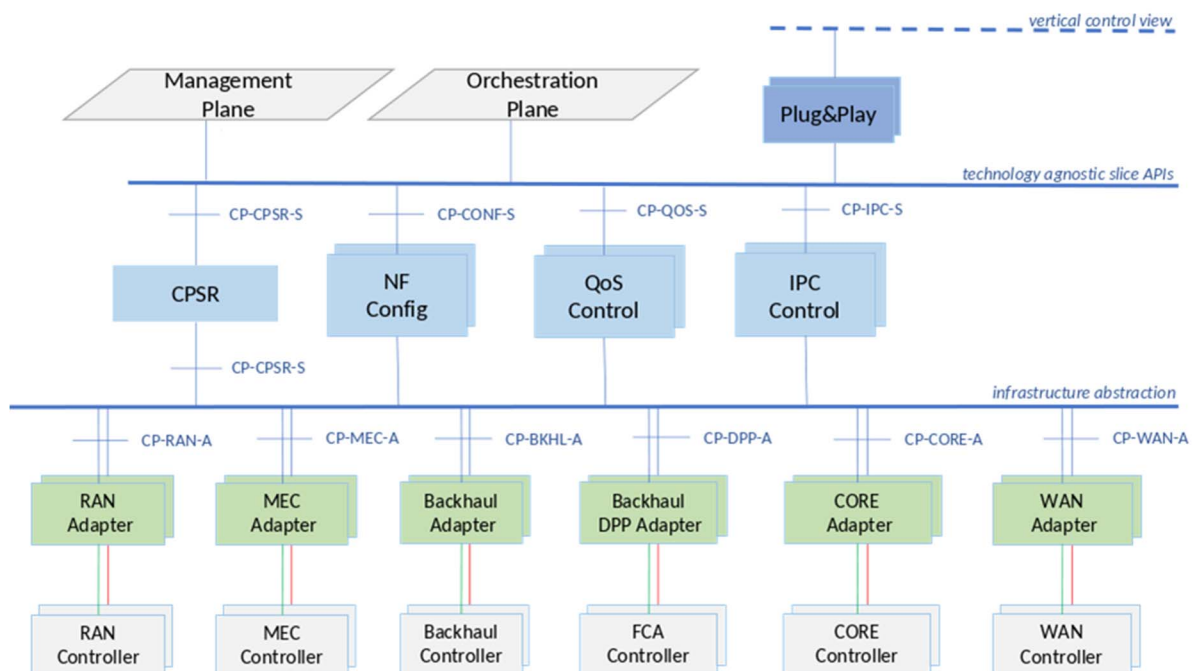 vertical control view
Management
Plane
Orchestration
Plane
Plug&Play
technology agnostic slice APIs
CP-CPSR-S
CP-CONF-S
CP-QOS-S
CP-IPC-S
CPSR
NF
Config
QoS
Control
IPC
Control
CP-CPSR-S
infrastructure abstraction
CP-RAN-A
CP-MEC-A
CP-BKHL-A
CP-DPP-A
CP-CORE-A
CP-WAN-A
RAN
Adapter
MEC
Adapter
Backhaul
Adapter
Backhaul
DPP Adapter
CORE
Adapter
WAN
Adapter
RAN
Controller
MEC
Controller
Backhaul
Controller
FCA
Controller
CORE
Controller
WAN
Controller